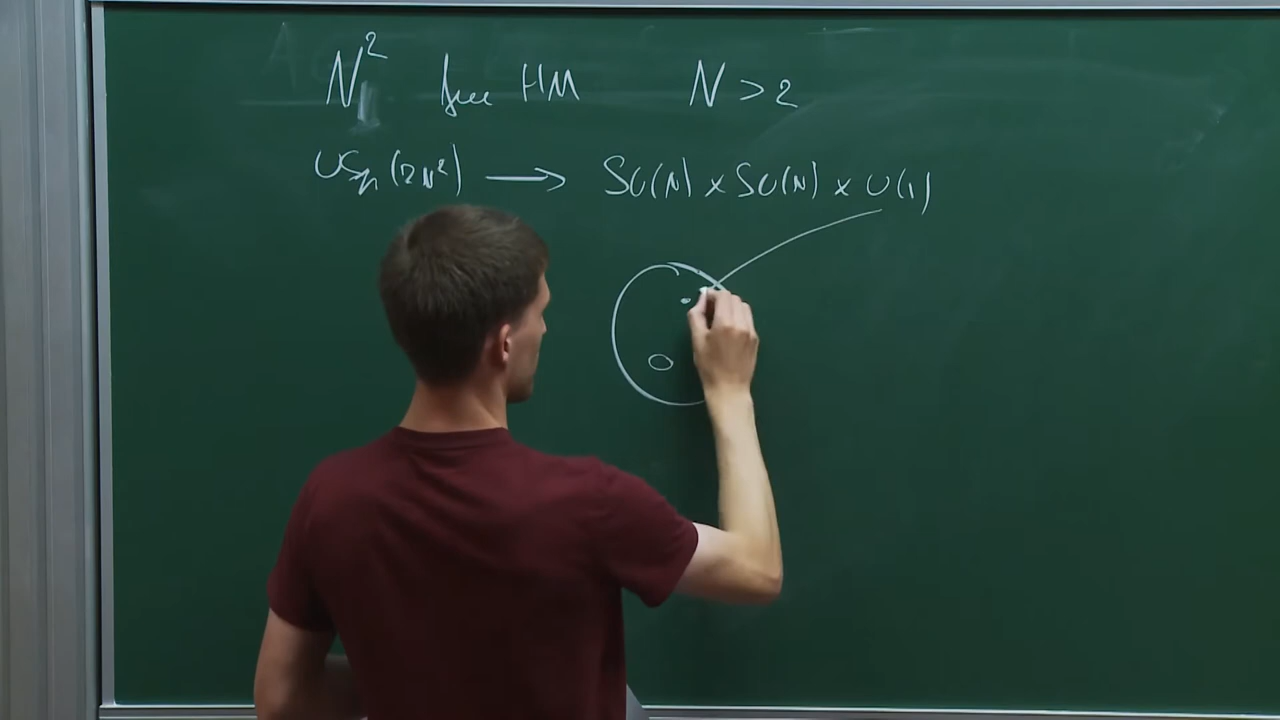 N² free HM N > 2
USp(2N²) → SU(N) × SU(N) × U(1)